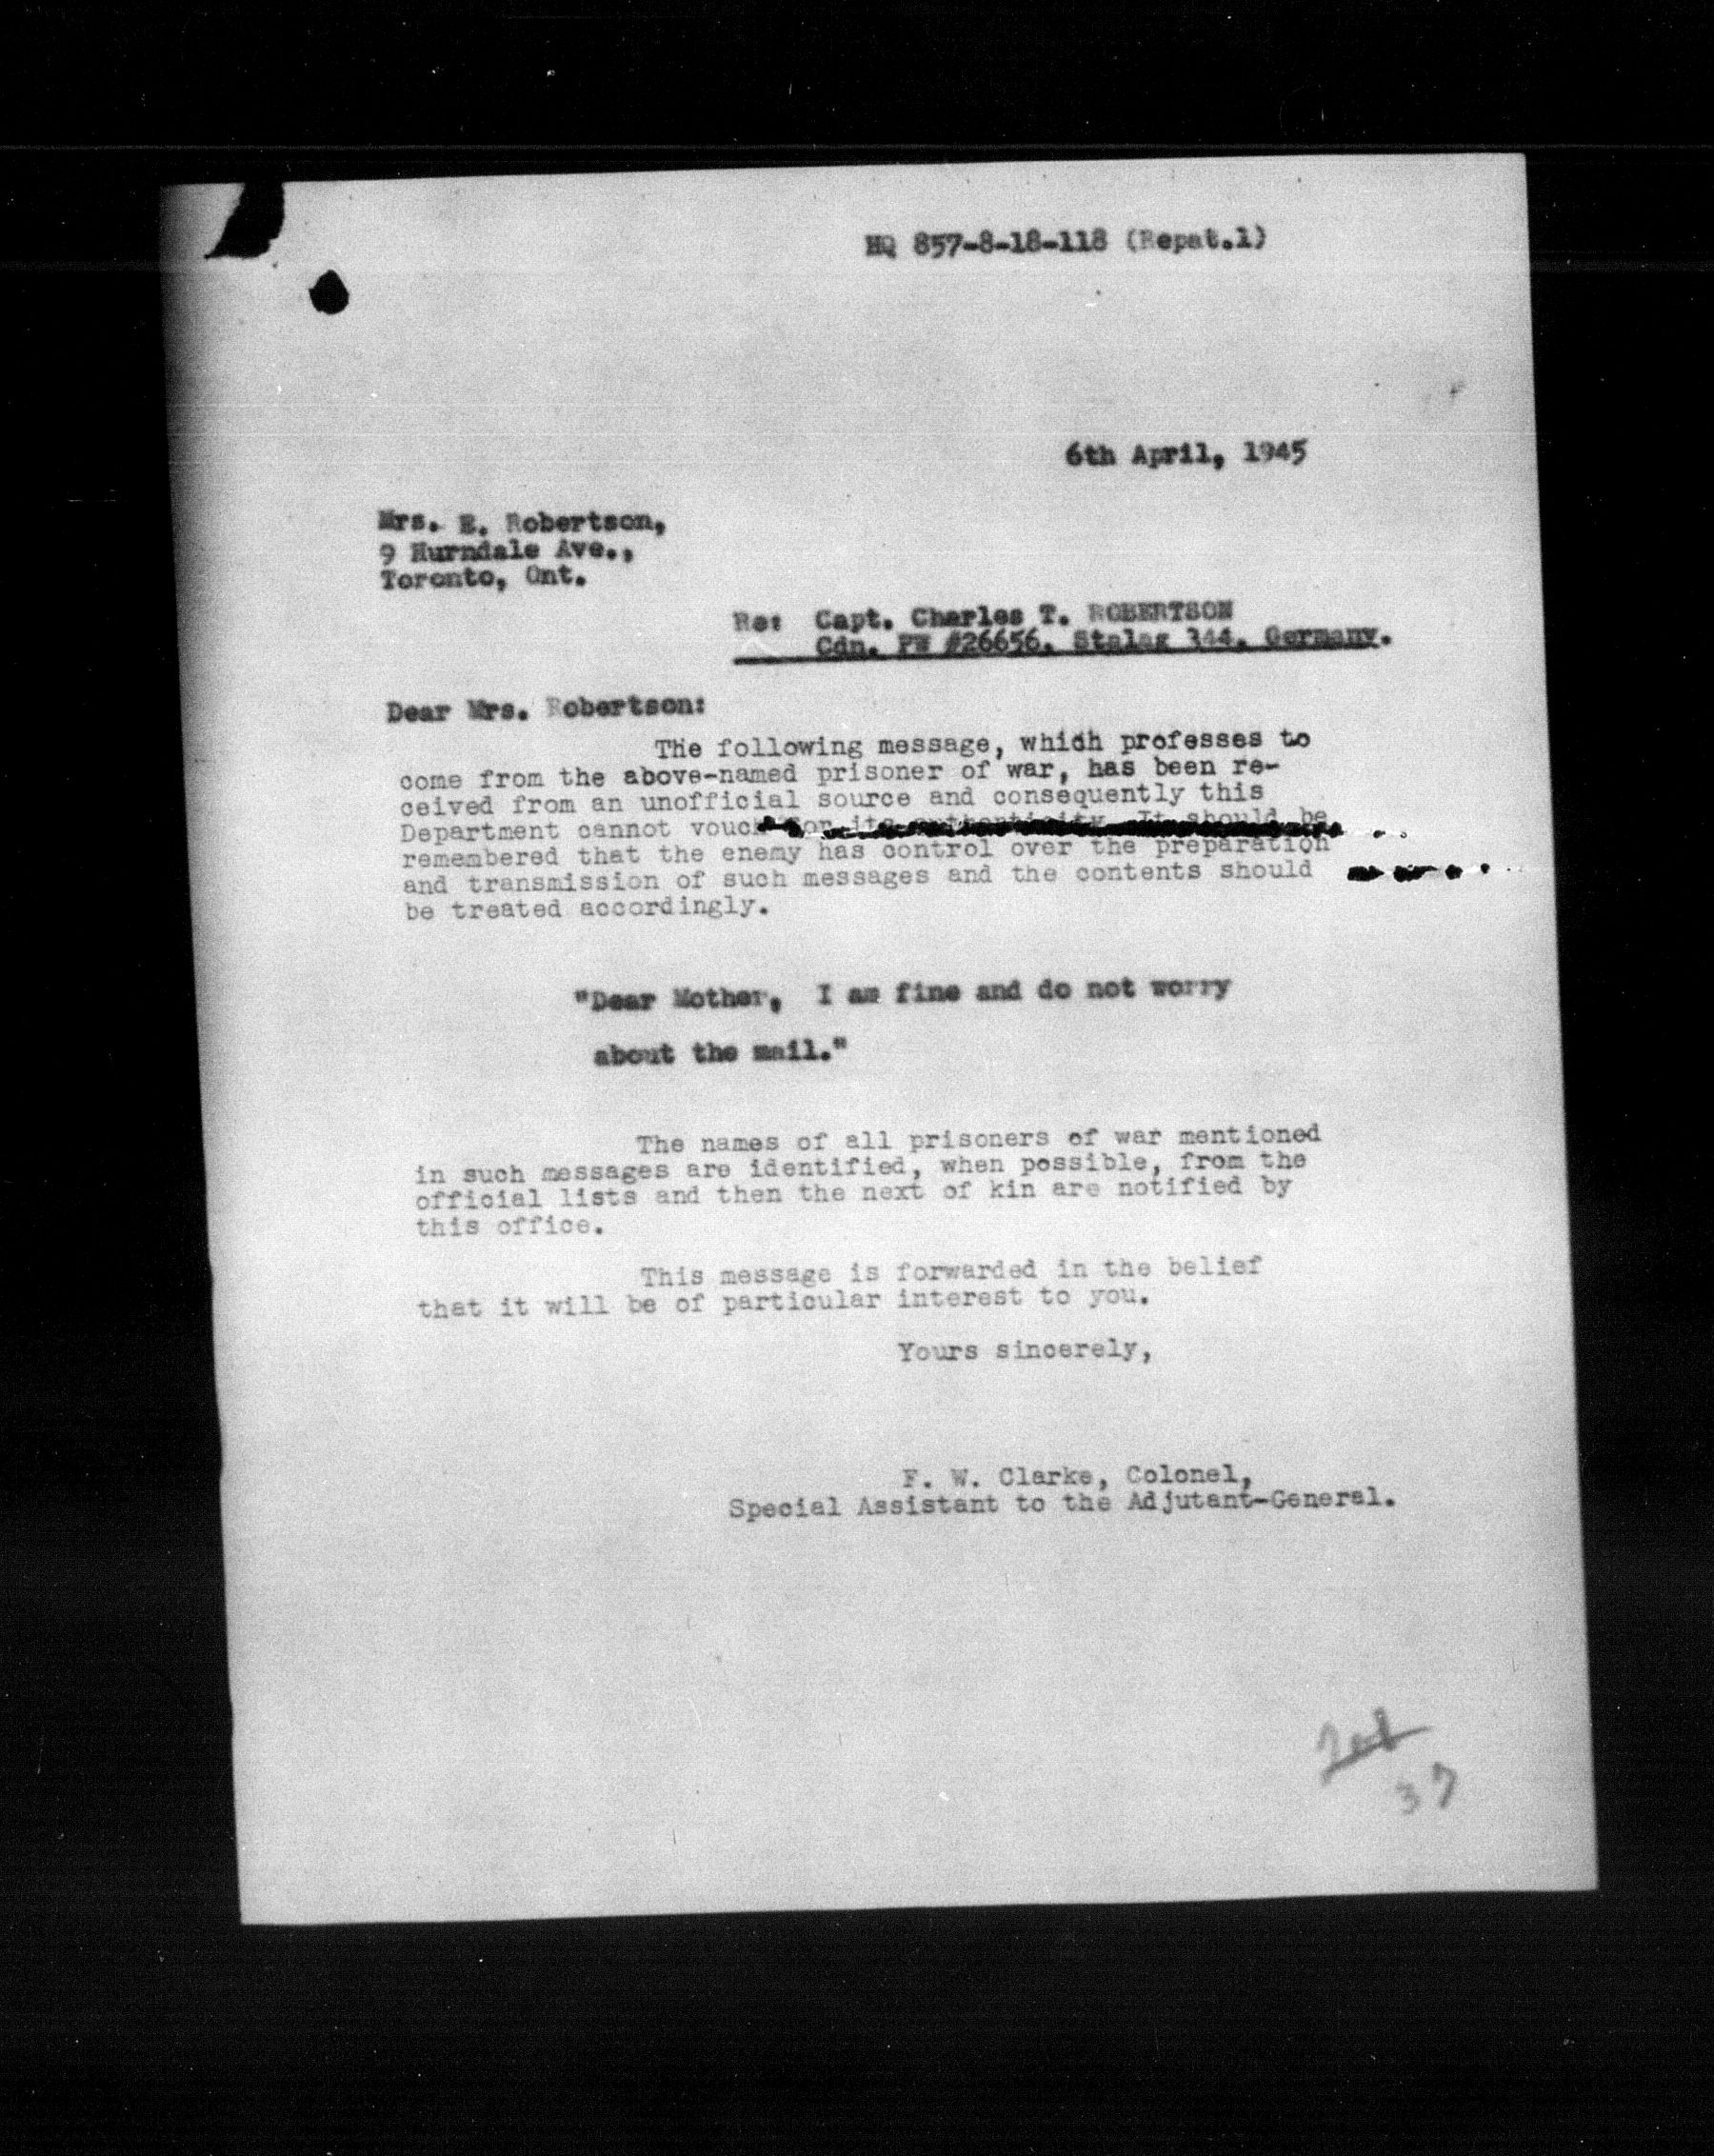 HQ 857-8-18-118 (Repat.1)
6th April, 1945
Mrs. E. Robertson,
9 Hurndale Ave.,
Toronto, Ont.
Re: Capt. Charles T. ROBERTSON
Cdn. PW #26656, Stalag 344, Germany.
Dear Mrs. Robertson:
The following message, which professes to
come from the above-named prisoner of war, has been re-
ceived from an unofficial source and consequently this
Department cannot vouch for its authenticity. It should be
remembered that the enemy has control over the preparation
and transmission of such messages and the contents should
be treated accordingly.
"Dear Mother, I am fine and do not worry
about the mail."
The names of all prisoners of war mentioned
in such messages are identified, when possible, from the
official lists and then the next of kin are notified by
this office.
This message is forwarded in the belief
that it will be of particular interest to you.
Yours sincerely,
F. W. Clarke, Colonel,
Special Assistant to the Adjutant-General.
37